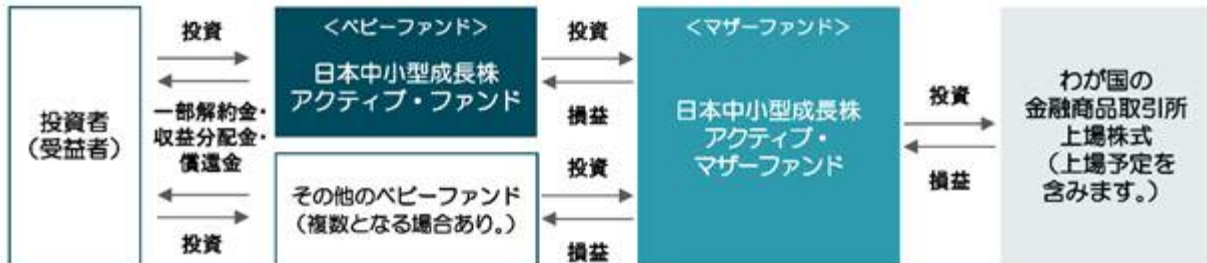 投資者
(受益者)
投資
一部解約金・
収益分配金・
償還金
投資
＜ベビーファンド＞
日本中小型成長株
アクティブ・ファンド
その他のベビーファンド
(複数となる場合あり。)
投資
損益
投資
損益
＜マザーファンド＞
日本中小型成長株
アクティブ・
マザーファンド
投資
損益
わが国の
金融商品取引所
上場株式
(上場予定を
含みます。)